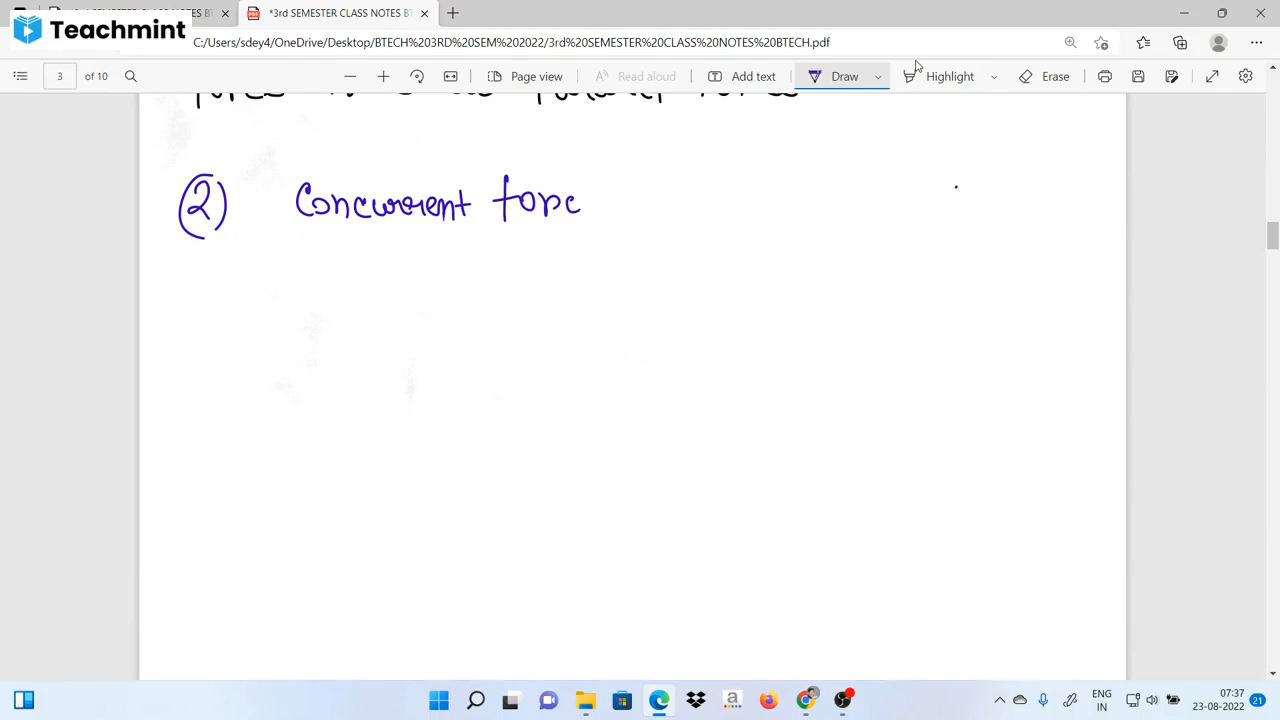 *3rd SEMESTER CLASS NOTES BT
Teachmint
C:/Users/sdey4/OneDrive/Desktop/BTECH%203RD%20SEM%202022/3rd%20SEMESTER%20CLASS%20NOTES%20BTECH.pdf
3 of 10 Page view Read aloud Add text Draw Highlight Erase
(2) Concurrent forc
ENG 07:37
IN 23-08-2022 21